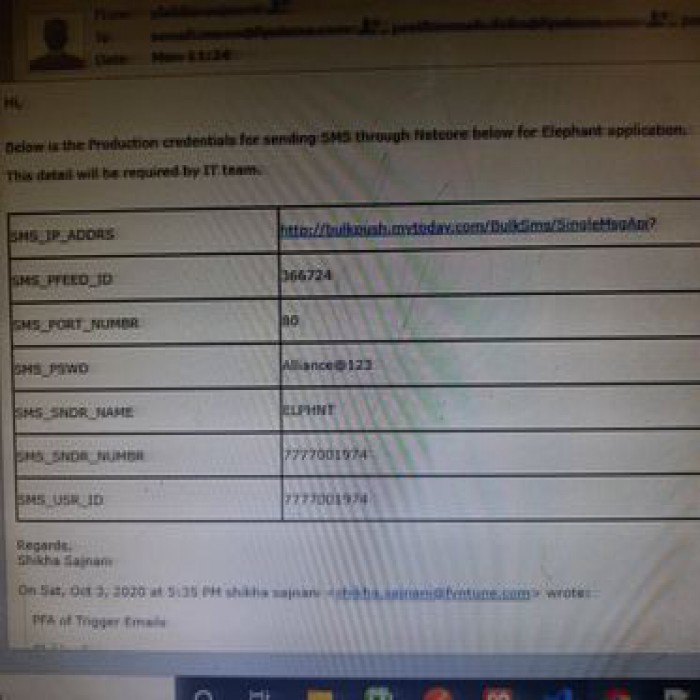 To
Date: Mon 11:24
Hi,
Below is the Production credentials for sending SMS through Netcore below for Elephant application.
This detail will be required by IT team.
SMS_IP_ADDRS http://bulkpush.mytoday.com/BulkSms/SingleMsgApi?
SMS_PFEED_ID 366724
SMS_PORT_NUMBR 80
SMS_PSWD Alliance@123
SMS_SNDR_NAME ELPHNT
SMS_SNDR_NUMBR 7777001974
SMS_USR_ID 7777001974
Regards,
Shikha Sajnani
On Sat, Oct 3, 2020 at 5:35 PM shikha sajnani <shikha.sajnani@fyntune.com> wrote:
PFA of Trigger Emails